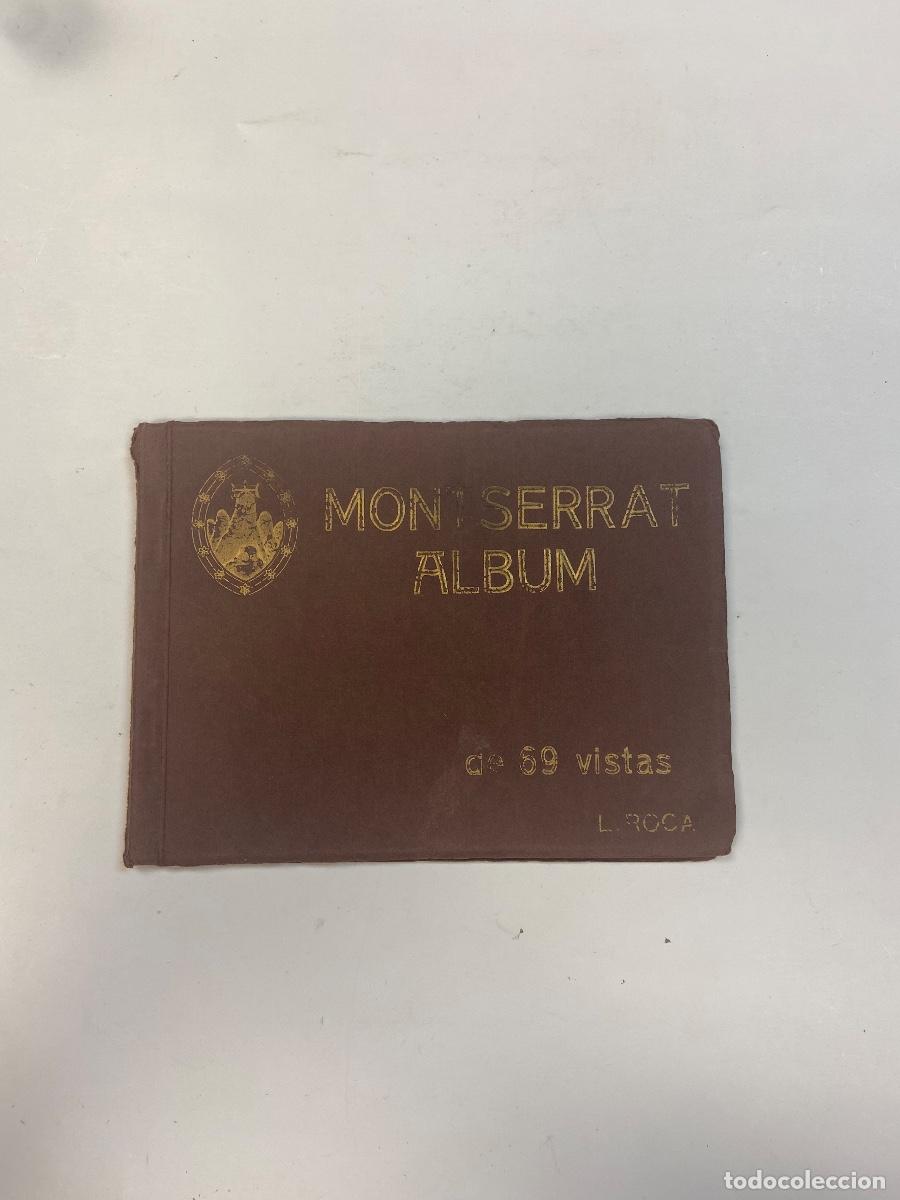 MONTSERRAT
ALBUM
de 69 vistas
L. ROCA
todocoleccion